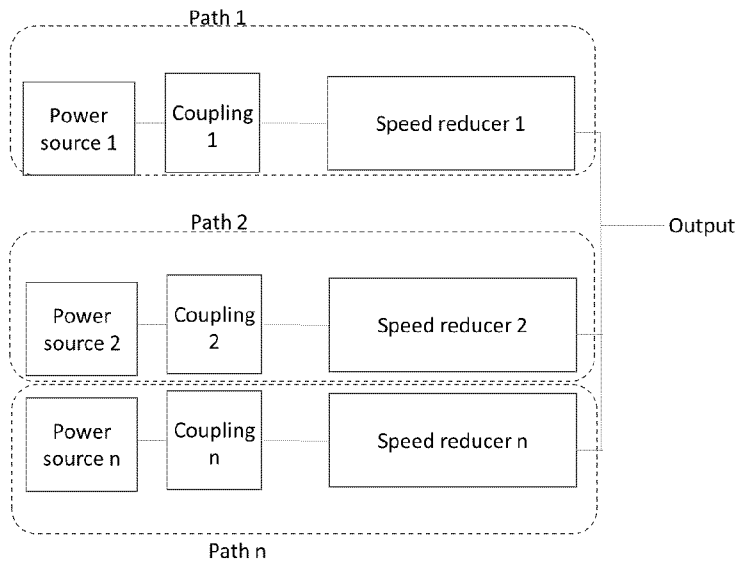 Path 1
Power
source 1
Coupling
1
Speed reducer 1
Path 2
Output
Power
source 2
Coupling
2
Speed reducer 2
Power
source n
Coupling
n
Speed reducer n
Path n